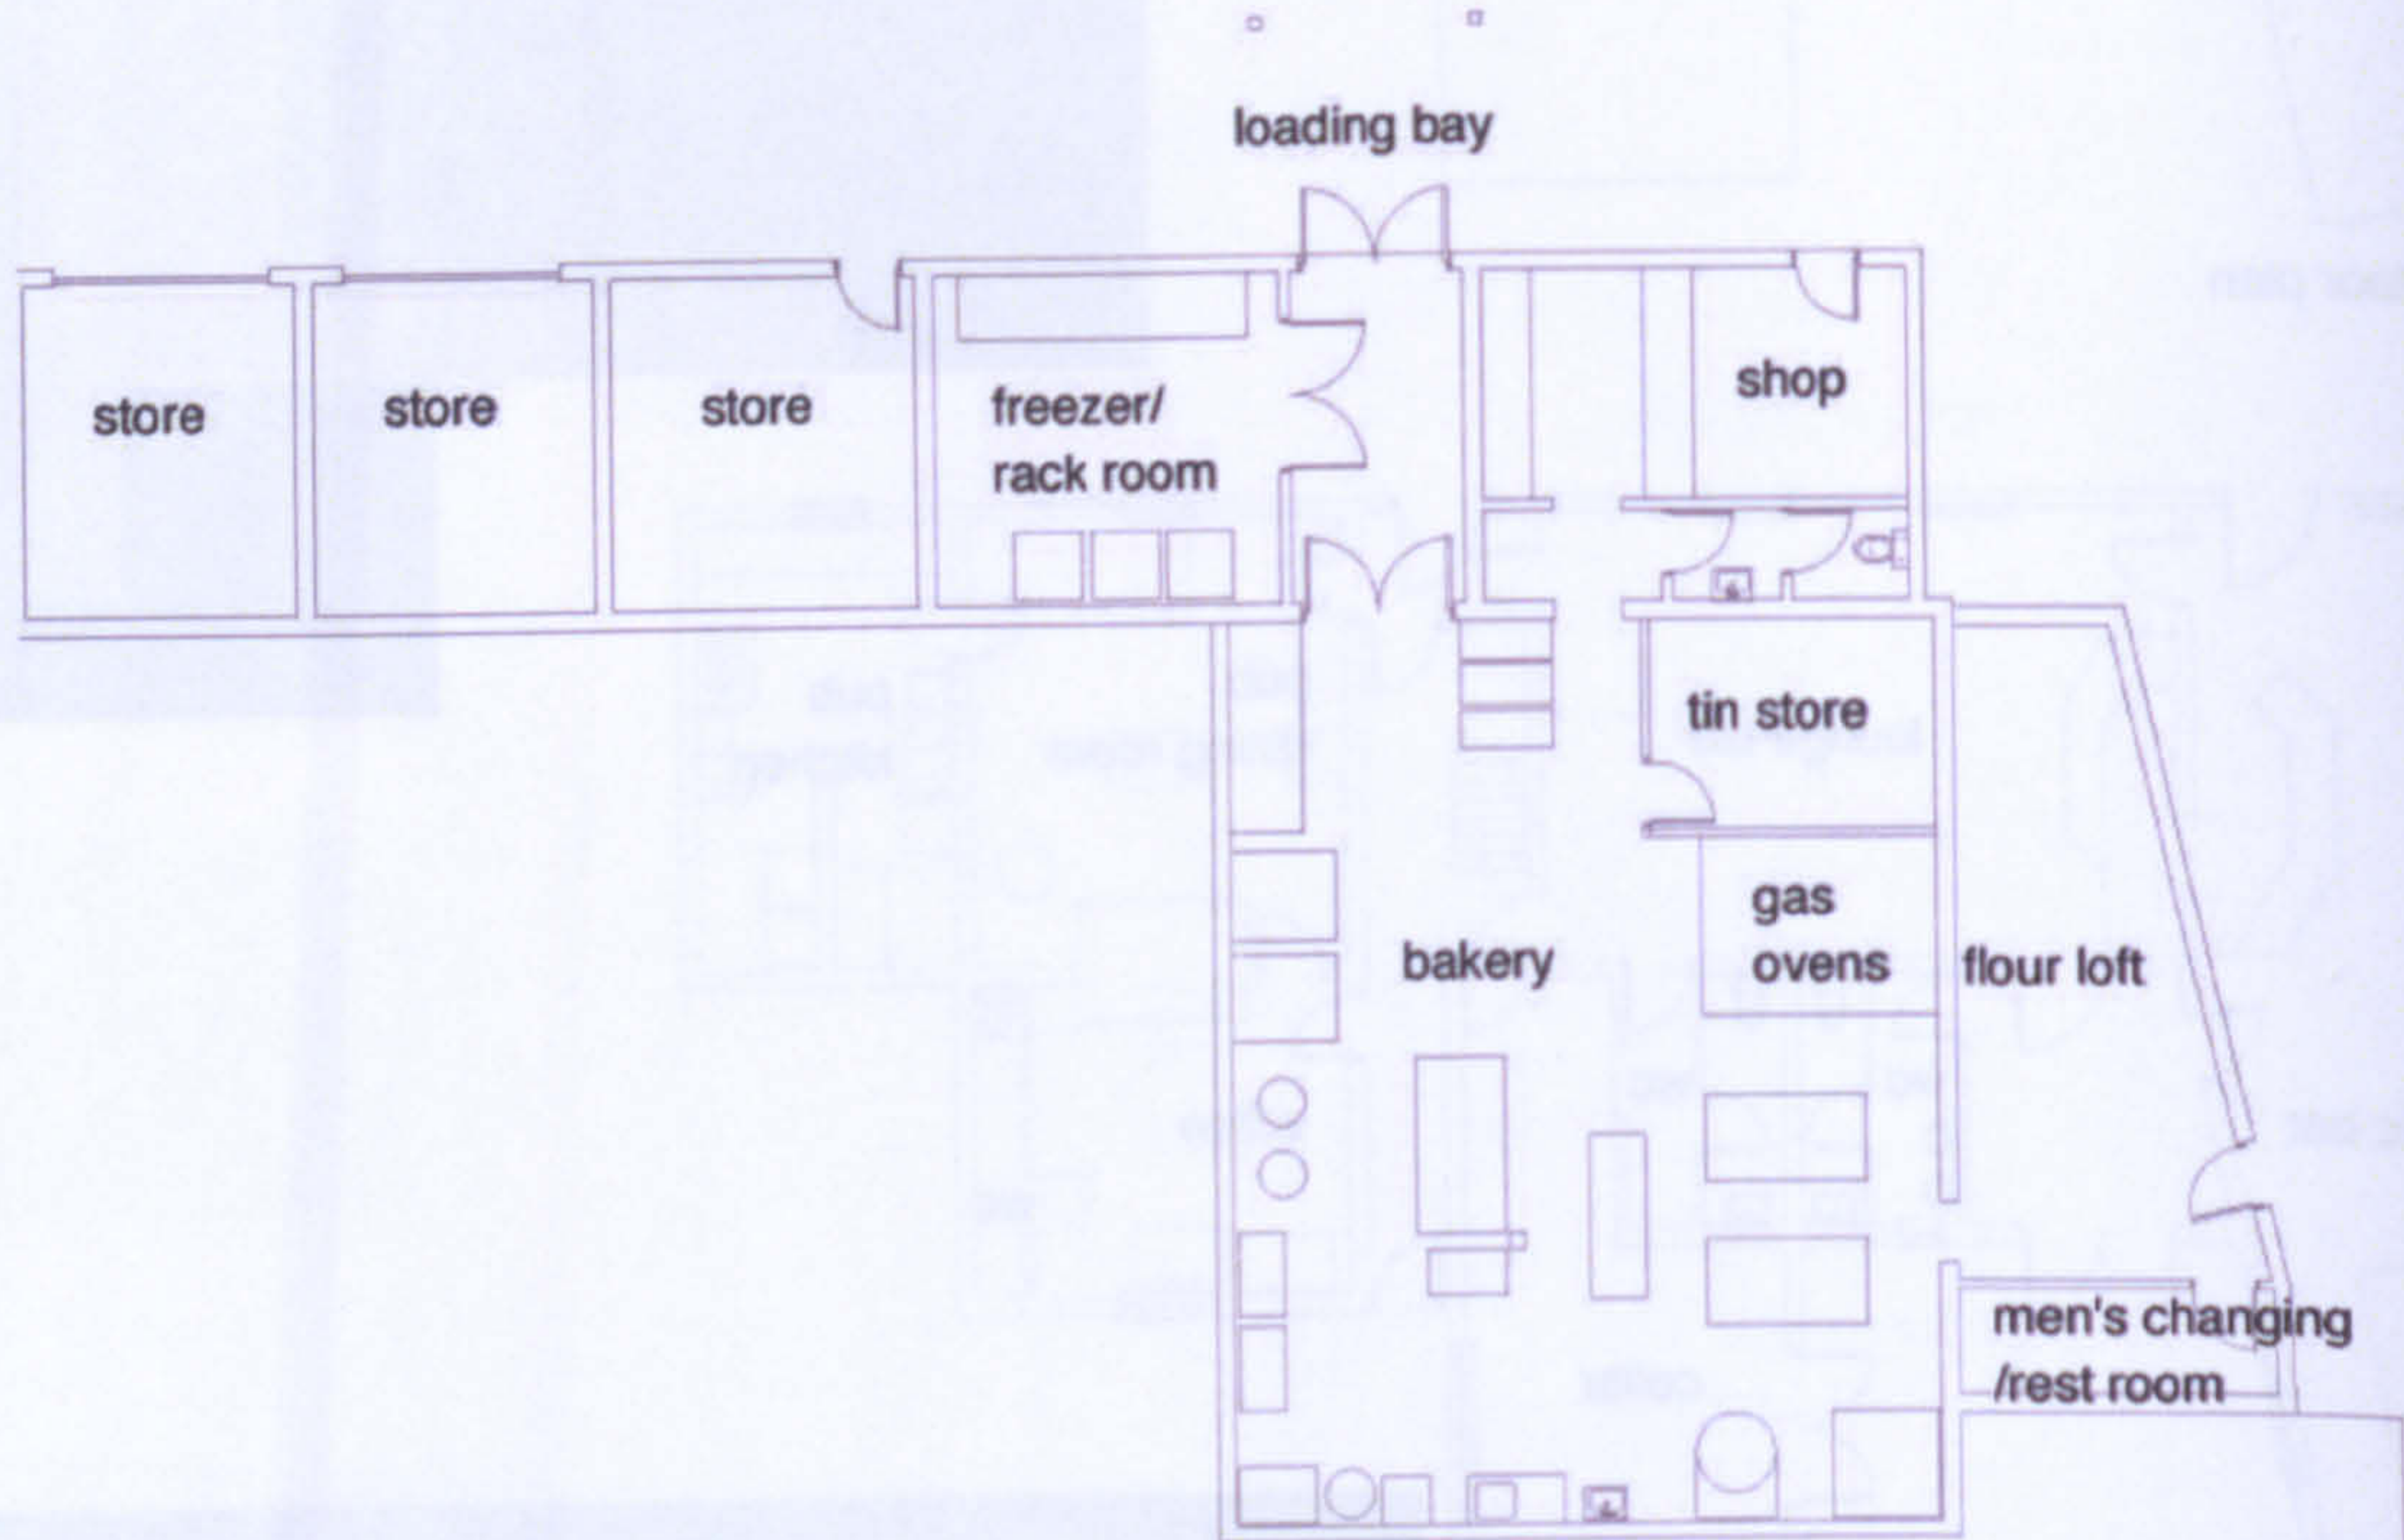 loading bay
store
store
store
freezer/
rack room
shop
tin store
gas
ovens
bakery
flour loft
men's changing
/rest room